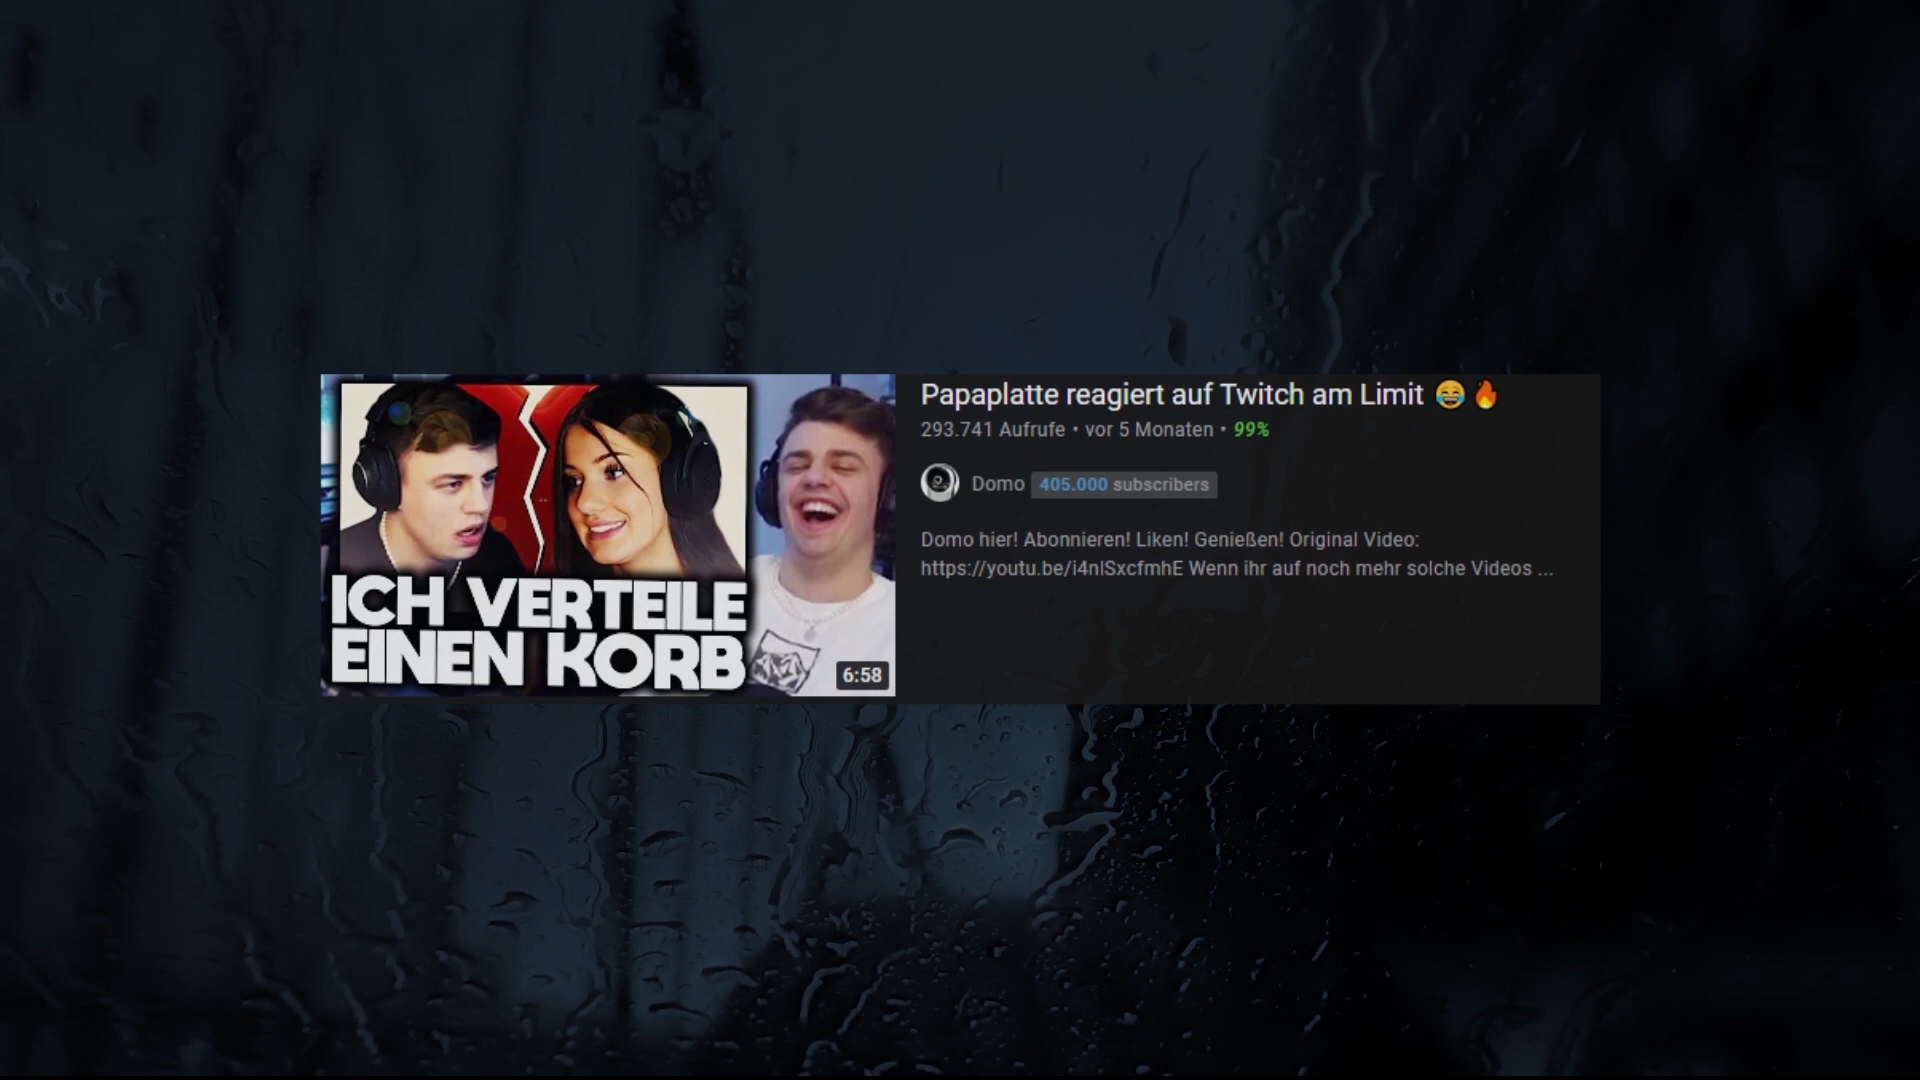 ICH VERTEILE
EINEN KORB
6:58
Papaplatte reagiert auf Twitch am Limit 😂🔥
293.741 Aufrufe • vor 5 Monaten • 99%
Domo 405.000 subscribers
Domo hier! Abonnieren! Liken! Genießen! Original Video:
https://youtu.be/i4nlSxcfmhE Wenn ihr auf noch mehr solche Videos ...